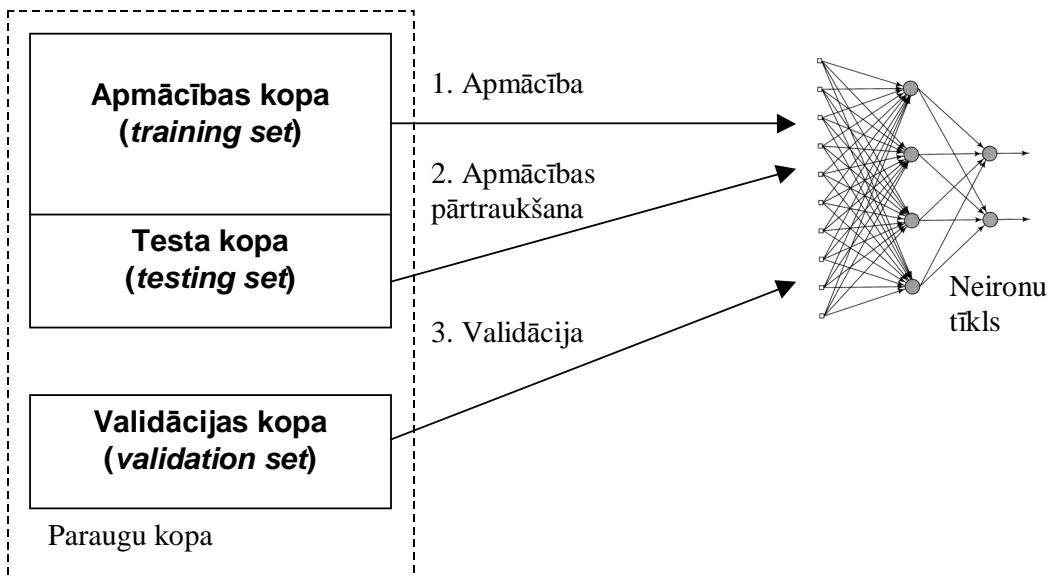 Apmācības kopa
(training set)
Testa kopa
(testing set)
Validācijas kopa
(validation set)
Paraugu kopa
1. Apmācība
2. Apmācības
pārtraukšana
3. Validācija
Neironu
tīkls